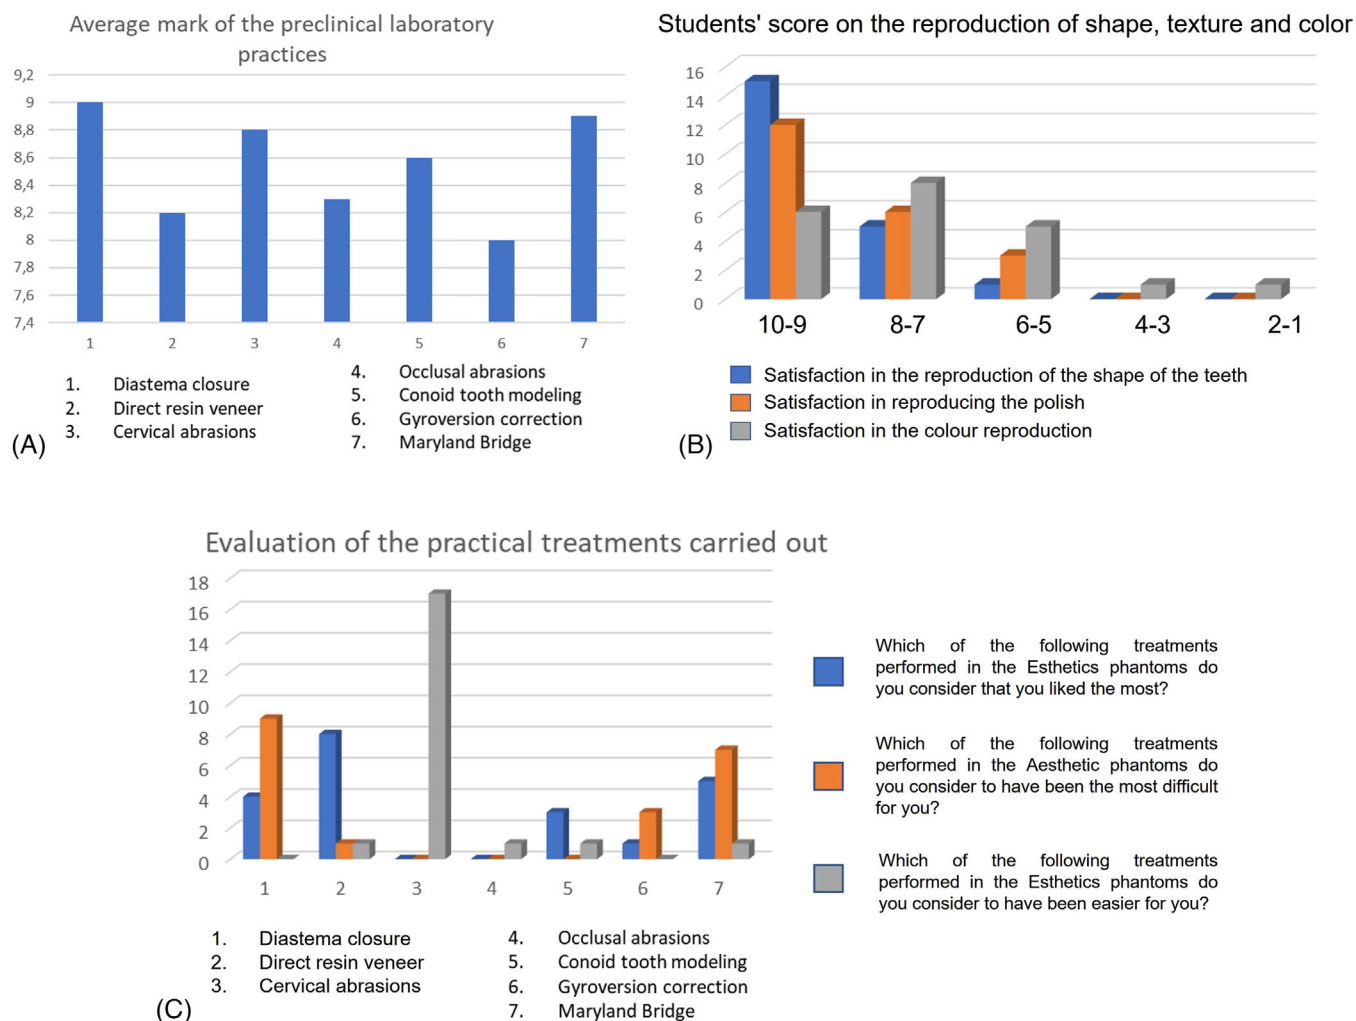 Average mark of the preclinical laboratory
practices
9,2
9
8,8
8,6
8,4
8,2
8
7,8
7,6
7,4
1 2 3 4 5 6 7
1. Diastema closure
2. Direct resin veneer
3. Cervical abrasions
4. Occlusal abrasions
5. Conoid tooth modeling
6. Gyroversion correction
7. Maryland Bridge
(A)
Students' score on the reproduction of shape, texture and color
16
14
12
10
8
6
4
2
0
10-9 8-7 6-5 4-3 2-1
Satisfaction in the reproduction of the shape of the teeth
Satisfaction in reproducing the polish
Satisfaction in the colour reproduction
(B)
Evaluation of the practical treatments carried out
18
16
14
12
10
8
6
4
2
0
1 2 3 4 5 6 7
Which of the following treatments
performed in the Esthetics phantoms do
you consider that you liked the most?
Which of the following treatments
performed in the Aesthetic phantoms do
you consider to have been the most difficult
for you?
Which of the following treatments
performed in the Esthetics phantoms do
you consider to have been easier for you?
1. Diastema closure
2. Direct resin veneer
3. Cervical abrasions
4. Occlusal abrasions
5. Conoid tooth modeling
6. Gyroversion correction
7. Maryland Bridge
(C)